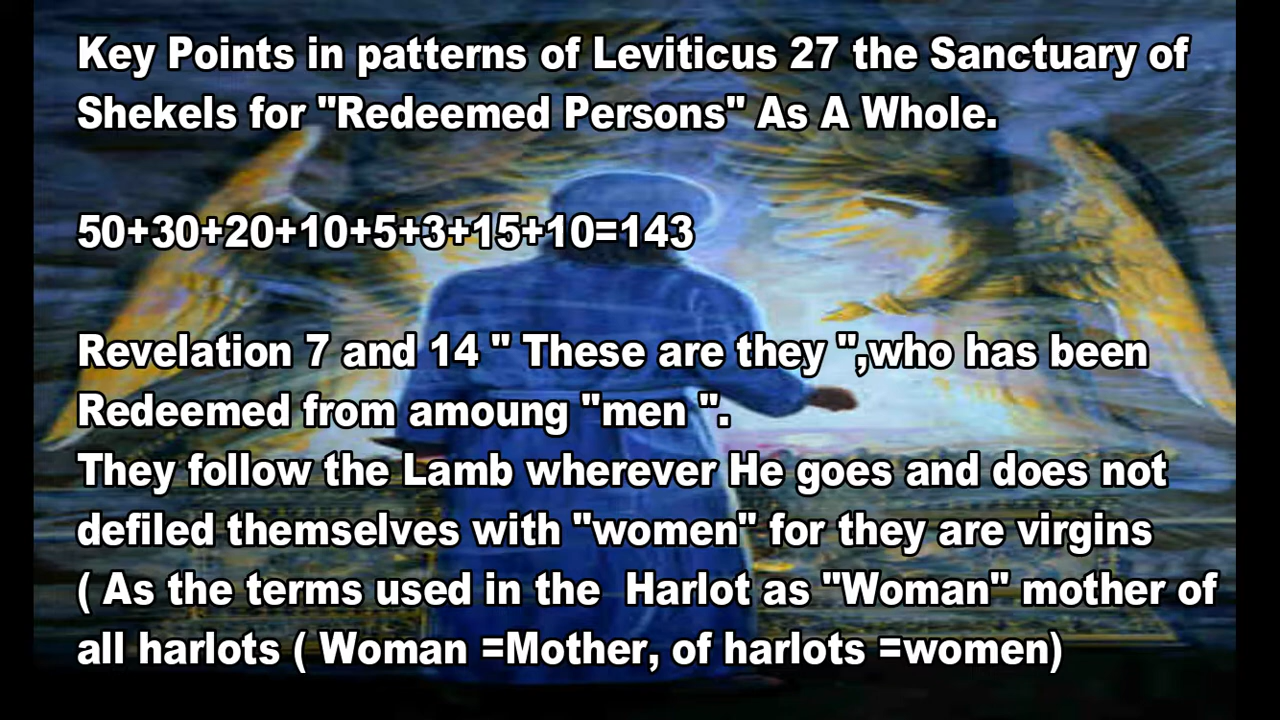 Key Points in patterns of Leviticus 27 the Sanctuary of
Shekels for "Redeemed Persons" As A Whole.
50+30+20+10+5+3+15+10=143
Revelation 7 and 14 " These are they ",who has been
Redeemed from amoung "men ".
They follow the Lamb wherever He goes and does not
defiled themselves with "women" for they are virgins
( As the terms used in the  Harlot as "Woman" mother of
all harlots ( Woman =Mother, of harlots =women)